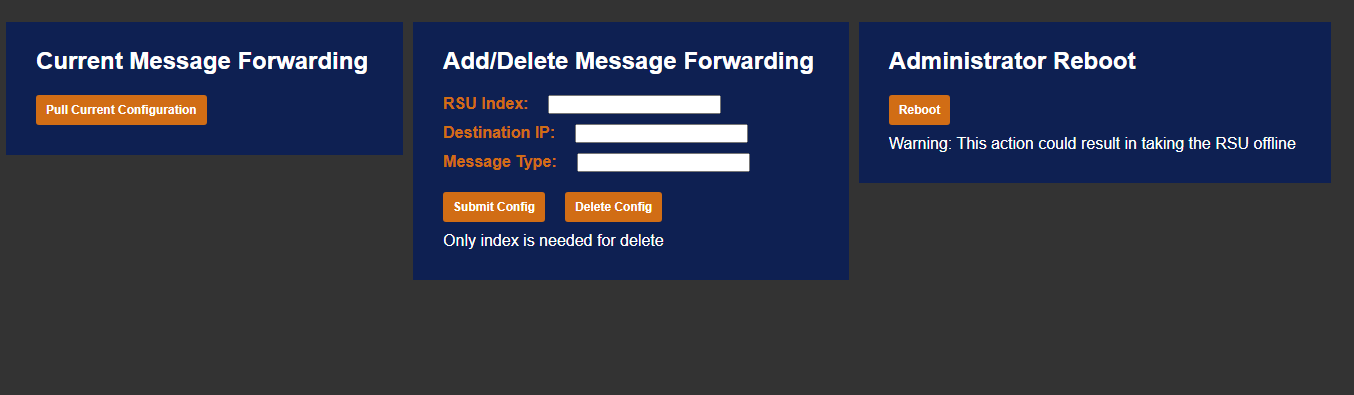 Current Message Forwarding
Pull Current Configuration
Add/Delete Message Forwarding
RSU Index:
Destination IP:
Message Type:
Submit Config
Delete Config
Only index is needed for delete
Administrator Reboot
Reboot
Warning: This action could result in taking the RSU offline